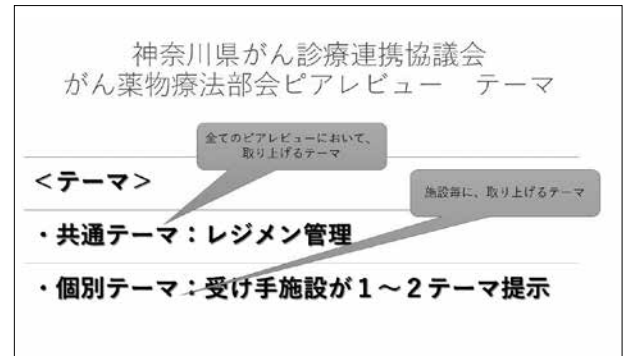 神奈川県がん診療連携協議会
がん薬物療法部会ピアレビュー　テーマ
全てのピアレビューにおいて、
取り上げるテーマ
＜テーマ＞
施設毎に、取り上げるテーマ
・共通テーマ：レジメン管理
・個別テーマ：受け手施設が１～２テーマ提示